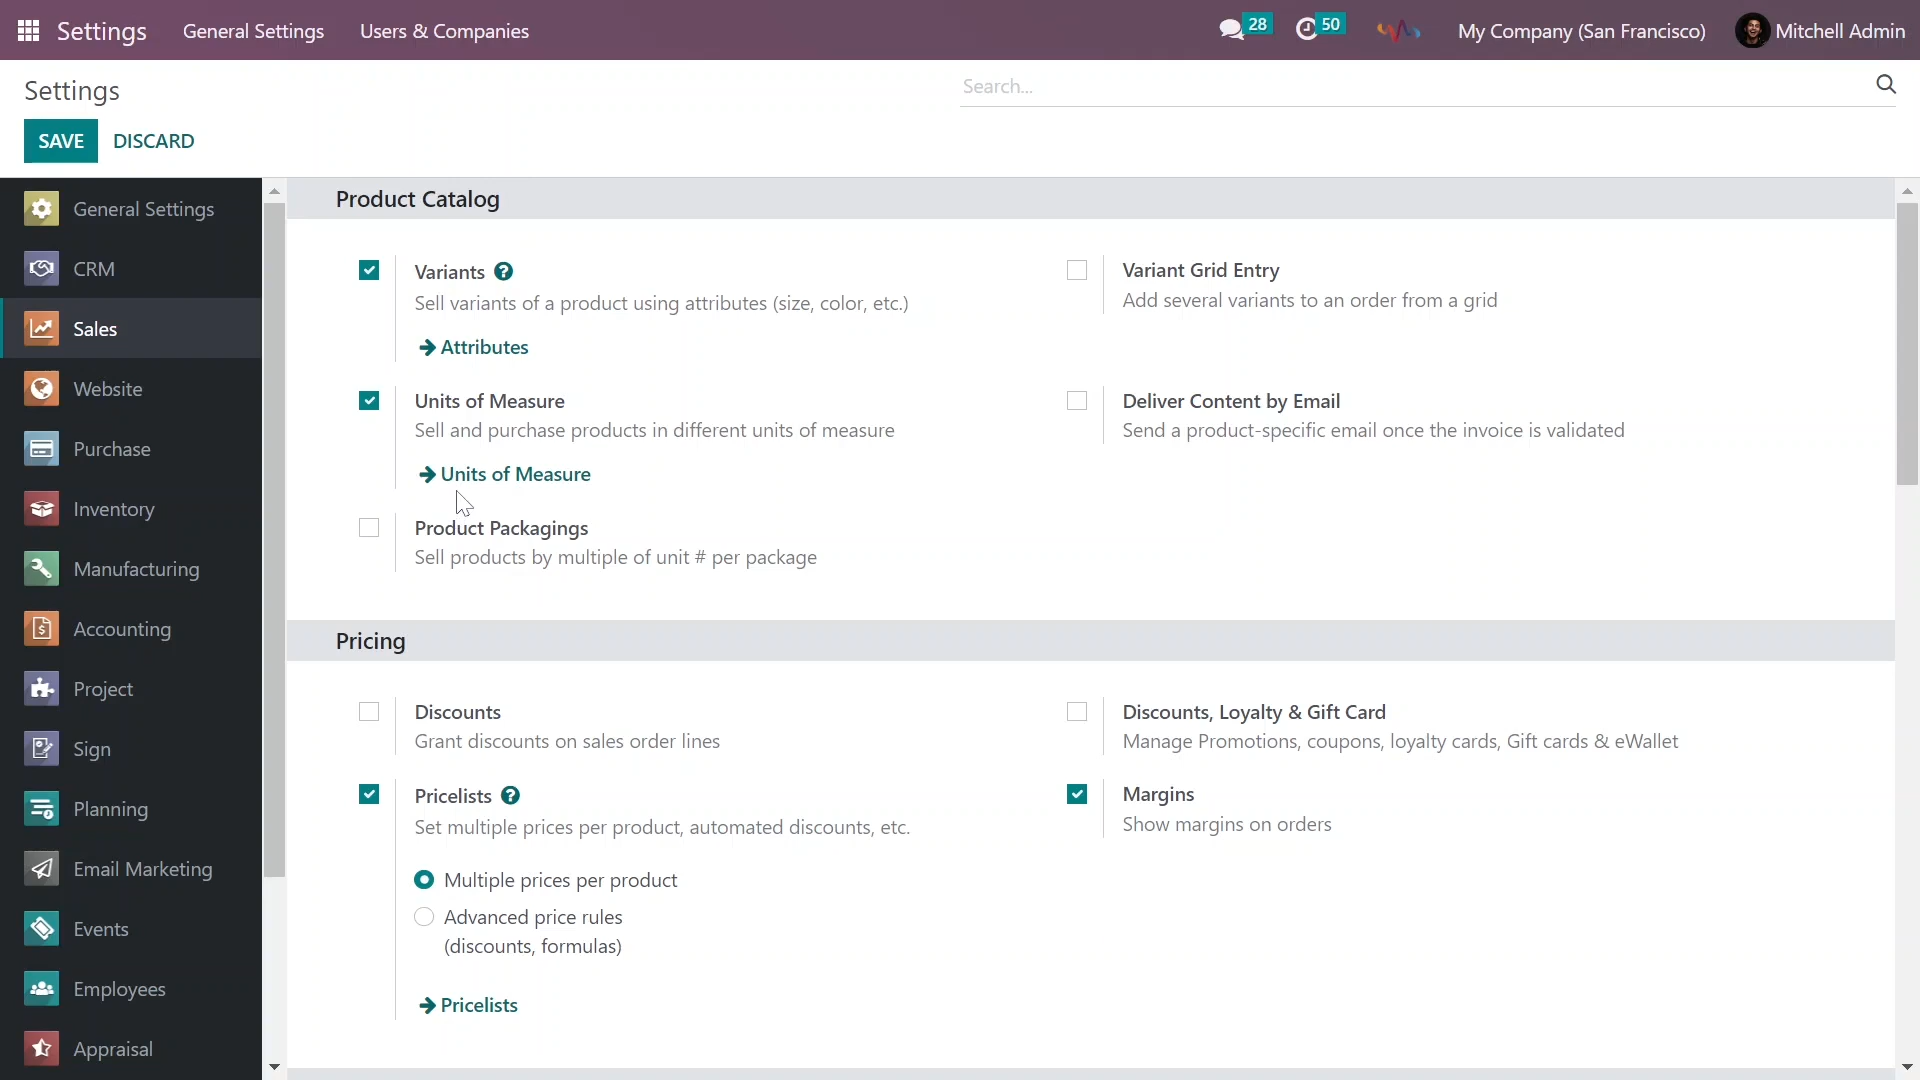 Settings
General Settings
Users & Companies
28
50
My Company (San Francisco)
Mitchell Admin
Settings
Search...
SAVE
DISCARD
General Settings
CRM
Sales
Website
Purchase
Inventory
Manufacturing
Accounting
Project
Sign
Planning
Email Marketing
Events
Employees
Appraisal
Product Catalog
Variants ?
Sell variants of a product using attributes (size, color, etc.)
Attributes
Variant Grid Entry
Add several variants to an order from a grid
Units of Measure
Sell and purchase products in different units of measure
Units of Measure
Deliver Content by Email
Send a product-specific email once the invoice is validated
Product Packagings
Sell products by multiple of unit # per package
Pricing
Discounts
Grant discounts on sales order lines
Discounts, Loyalty & Gift Card
Manage Promotions, coupons, loyalty cards, Gift cards & eWallet
Pricelists ?
Set multiple prices per product, automated discounts, etc.
Multiple prices per product
Advanced price rules
(discounts, formulas)
Pricelists
Margins
Show margins on orders